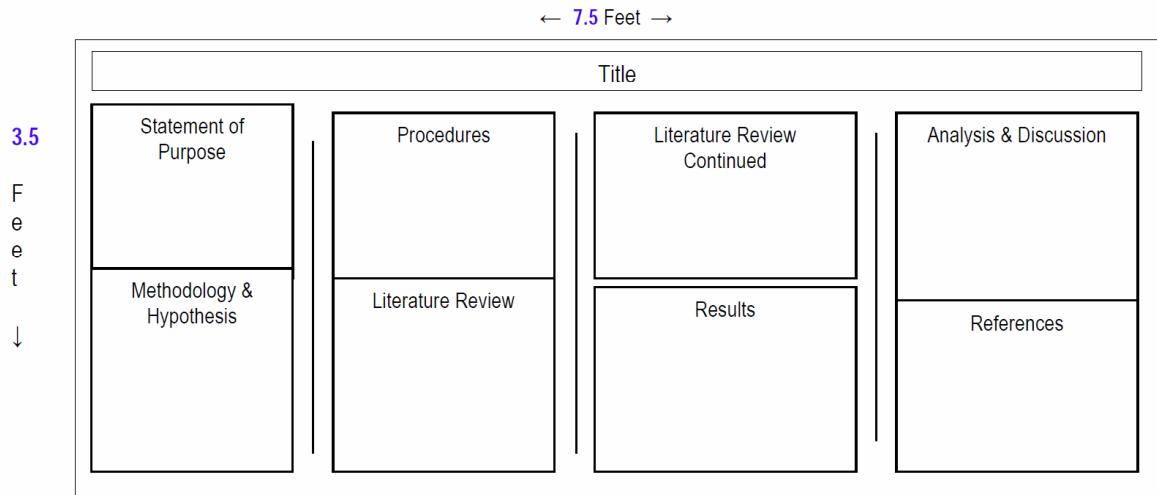 ← 7.5 Feet →
Title
3.5
F
e
e
t
↓
Statement of
Purpose
Methodology &
Hypothesis
Procedures
Literature Review
Literature Review
Continued
Results
Analysis & Discussion
References